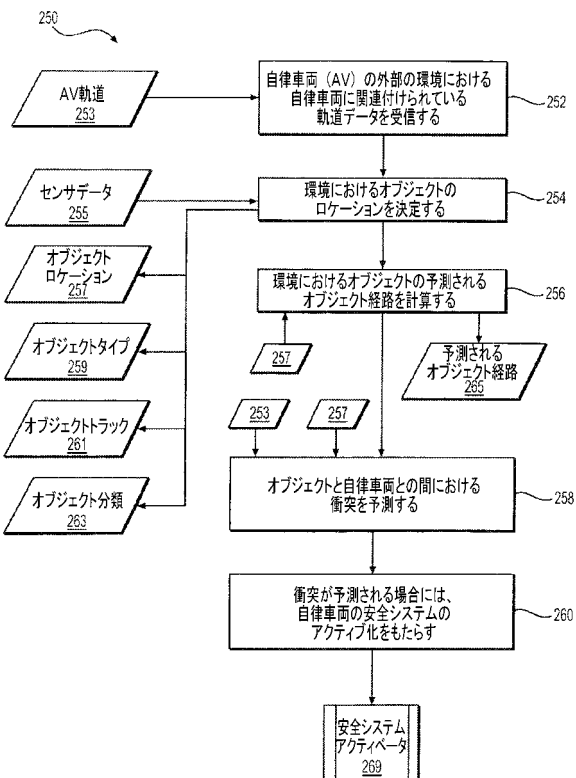 250
AV軌道
253
自律車両（AV）の外部の環境における
自律車両に関連付けられている
軌道データを受信する
252
センサデータ
255
環境におけるオブジェクトの
ロケーションを決定する
254
オブジェクト
ロケーション
257
環境におけるオブジェクトの予測される
オブジェクト経路を計算する
256
オブジェクトタイプ
259
257
予測される
オブジェクト経路
265
オブジェクトトラック
261
253
257
オブジェクト分類
263
オブジェクトと自律車両との間における
衝突を予測する
258
衝突が予測される場合には、
自律車両の安全システムの
アクティブ化をもたらす
260
安全システム
アクティベータ
269